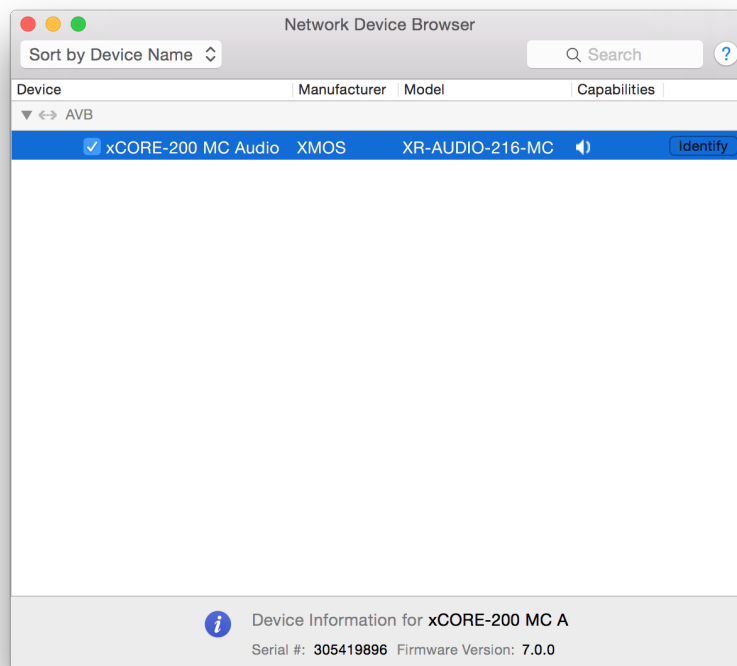 Network Device Browser
Sort by Device Name Search ?
Device Manufacturer Model Capabilities
AVB
xCORE-200 MC Audio XMOS XR-AUDIO-216-MC Identify
i Device Information for xCORE-200 MC A
Serial #: 305419896 Firmware Version: 7.0.0